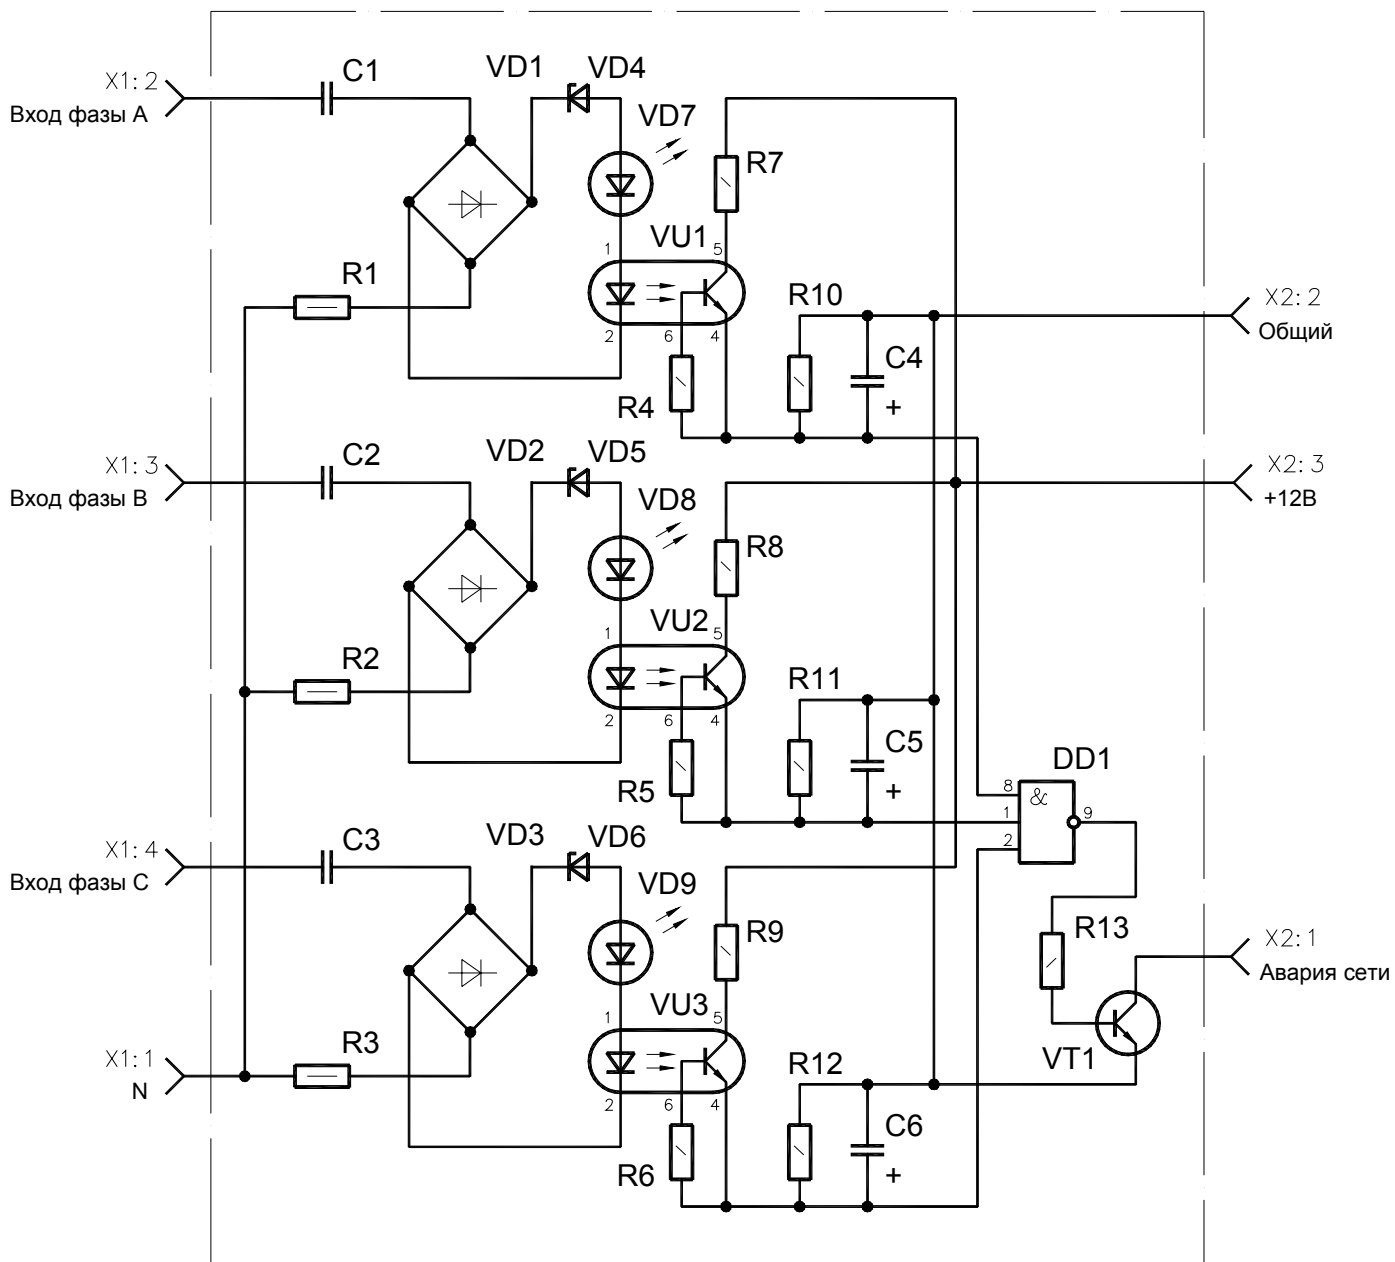 C1
VD1
VD4
X1:2
Вход фазы А
VD7
R7
VU1
5
1
R1
R10
X2:2
Общий
2
6
4
C4
+
R4
X1:3
Вход фазы В
C2
VD2
VD5
X2:3
+12В
VD8
R8
VU2
5
1
R2
R11
2
6
4
C5
+
R5
DD1
8
&
1
9
2
X1:4
Вход фазы С
C3
VD3
VD6
VD9
R9
R13
X2:1
Авария сети
VU3
5
1
X1:1
N
R3
R12
VT1
2
6
4
C6
+
R6